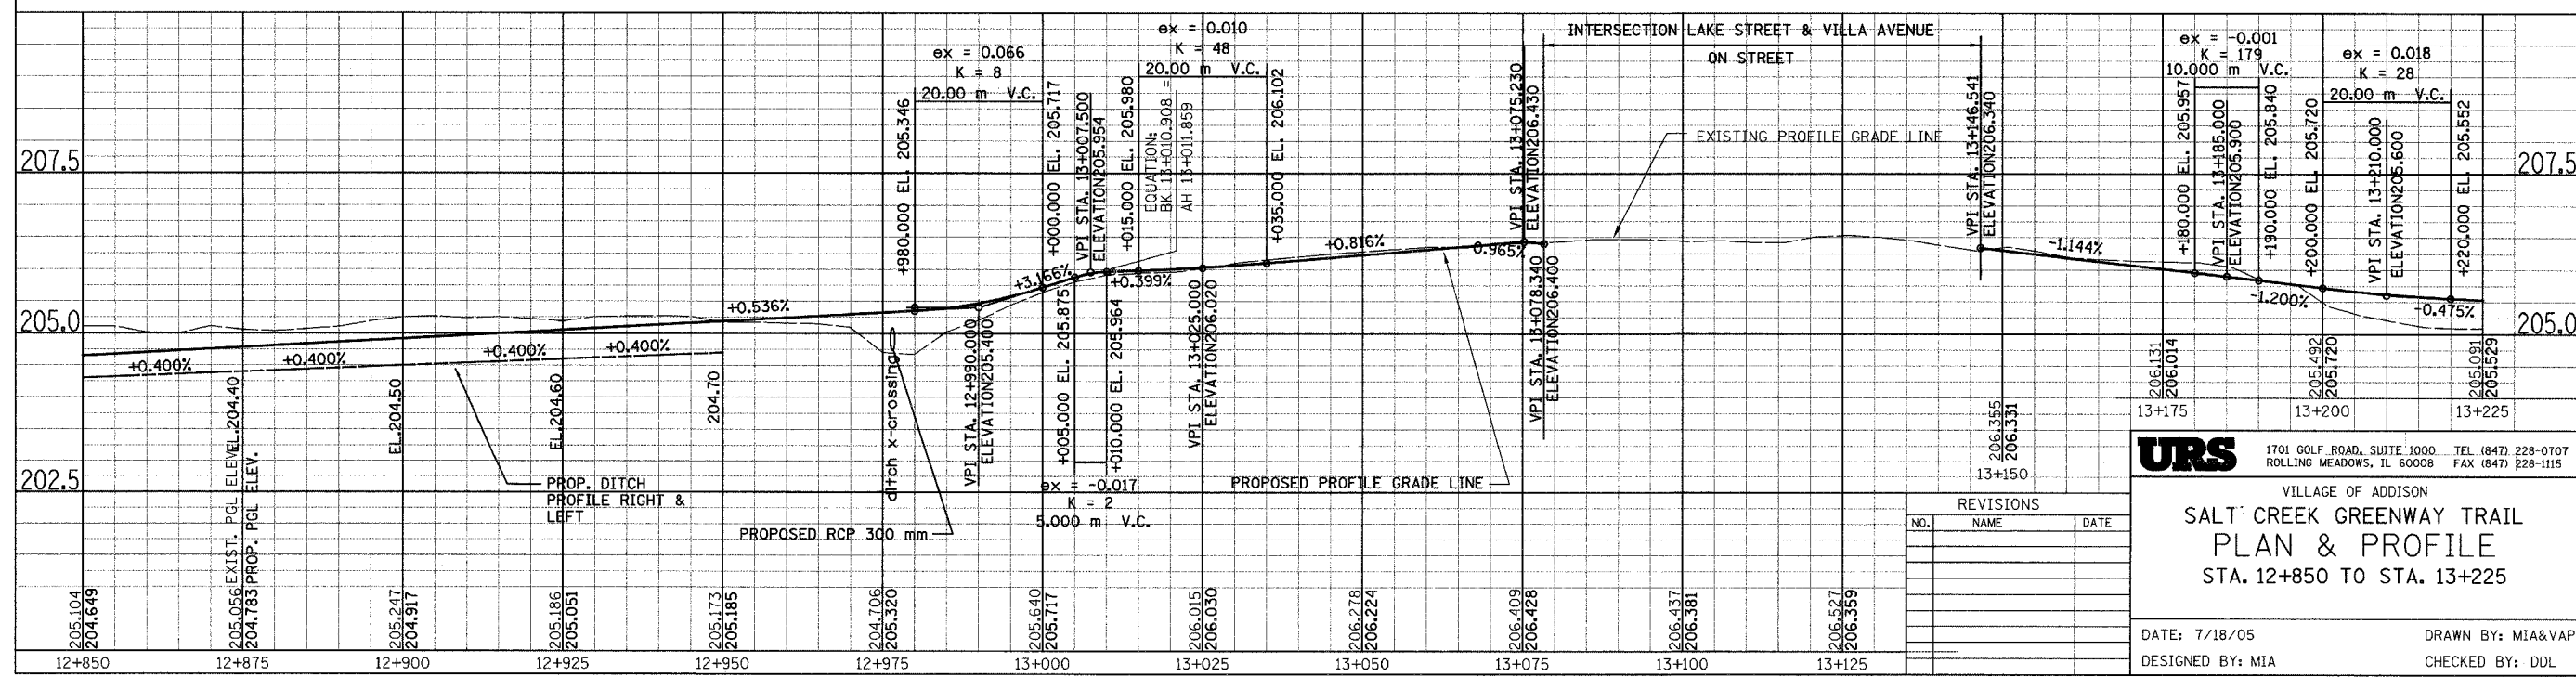 207.5
205.0
202.5
207.5
205.0
+0.400%
+0.400%
+0.400%
+0.400%
EL.204.40
EL.204.50
EL.204.60
204.70
+0.536%
PROP. DITCH
PROFILE RIGHT &
LEFT
PROPOSED RCP 300 mm
ditch x-crossing
ex = 0.066
K = 8
20.00 m V.C.
+980.000 EL. 205.346
VPI STA. 12+990.000
ELEVATION205.400
+000.000 EL. 205.717
+3.166%
VPI STA. 13+007.500
ELEVATION205.954
+005.000 EL. 205.875
+010.000 EL. 205.964
ex = -0.017
K = 2
5.000 m V.C.
ex = 0.010
K = 48
20.00 m V.C.
+015.000 EL. 205.980
EQUATION:
BK 13+010.908 =
AH 13+011.859
+0.399%
VPI STA. 13+025.000
ELEVATION206.020
+035.000 EL. 206.102
+0.816%
PROPOSED PROFILE GRADE LINE
VPI STA. 13+075.230
ELEVATION206.430
0.965%
VPI STA. 13+078.340
ELEVATION206.400
INTERSECTION LAKE STREET & VILLA AVENUE
ON STREET
EXISTING PROFILE GRADE LINE
VPI STA. 13+146.541
ELEVATION206.340
-1.144%
ex = -0.001
K = 179
10.000 m V.C.
+180.000 EL. 205.957
VPI STA. 13+185.000
ELEVATION205.900
+190.000 EL. 205.840
-1.200%
+200.000 EL. 205.720
ex = 0.018
K = 28
20.00 m V.C.
VPI STA. 13+210.000
ELEVATION205.600
+220.000 EL. 205.552
-0.475%
EXIST. PGL ELEV.
PROP. PGL ELEV.
205.104
204.649
205.056
204.783
205.247
204.917
205.186
205.051
205.173
205.185
204.706
205.320
205.640
205.717
206.015
206.030
206.278
206.224
206.409
206.428
206.437
206.381
206.527
206.359
206.355
206.331
206.131
206.014
205.492
205.720
205.091
205.529
12+850
12+875
12+900
12+925
12+950
12+975
13+000
13+025
13+050
13+075
13+100
13+125
13+150
13+175
13+200
13+225
REVISIONS
NO. NAME DATE
URS
1701 GOLF ROAD, SUITE 1000 TEL (847) 228-0707
ROLLING MEADOWS, IL 60008 FAX (847) 228-1115
VILLAGE OF ADDISON
SALT CREEK GREENWAY TRAIL
PLAN & PROFILE
STA. 12+850 TO STA. 13+225
DATE: 7/18/05 DRAWN BY: MIA&VAP
DESIGNED BY: MIA CHECKED BY: DDL